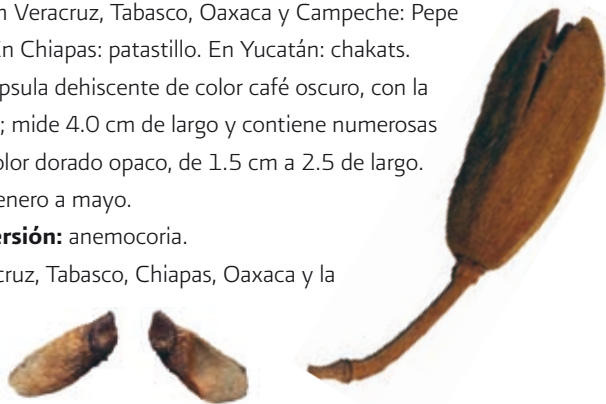 n Veracruz, Tabasco, Oaxaca y Campeche: Pepe
En Chiapas: patastillo. En Yucatán: chakats.
psula dehiscente de color café oscuro, con la
; mide 4.0 cm de largo y contiene numerosas
olor dorado opaco, de 1.5 cm a 2.5 de largo.
enero a mayo.
ersión: anemocoria.
cruz, Tabasco, Chiapas, Oaxaca y la